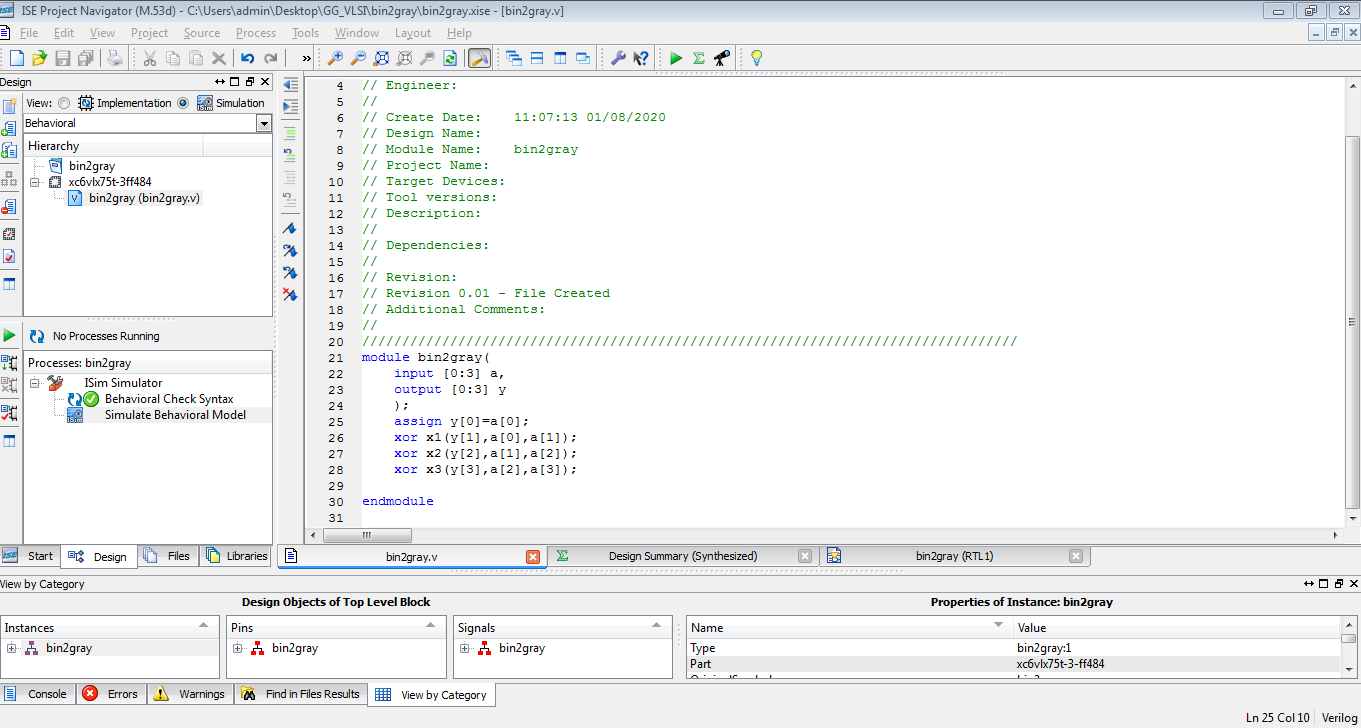 ISE Project Navigator (M.53d) - C:\Users\admin\Desktop\GG_VLSI\bin2gray\bin2gray.xise - [bin2gray.v]
File Edit View Project Source Process Tools Window Layout Help
Design
View: Implementation Simulation
Behavioral
Hierarchy
bin2gray
xc6vlx75t-3ff484
bin2gray (bin2gray.v)
No Processes Running
Processes: bin2gray
ISim Simulator
Behavioral Check Syntax
Simulate Behavioral Model
Start Design Files Libraries
4 // Engineer:
5 //
6 // Create Date: 11:07:13 01/08/2020
7 // Design Name:
8 // Module Name: bin2gray
9 // Project Name:
10 // Target Devices:
11 // Tool versions:
12 // Description:
13 //
14 // Dependencies:
15 //
16 // Revision:
17 // Revision 0.01 - File Created
18 // Additional Comments:
19 //
20 //////////////////////////////////////////////////////////////////////////////////
21 module bin2gray(
22 input [0:3] a,
23 output [0:3] y
24 );
25 assign y[0]=a[0];
26 xor x1(y[1],a[0],a[1]);
27 xor x2(y[2],a[1],a[2]);
28 xor x3(y[3],a[2],a[3]);
29
30 endmodule
31
bin2gray.v Design Summary (Synthesized) bin2gray (RTL1)
View by Category
Design Objects of Top Level Block
Properties of Instance: bin2gray
Instances Pins Signals
bin2gray bin2gray bin2gray
Name Value
Type bin2gray:1
Part xc6vlx75t-3-ff484
Console Errors Warnings Find in Files Results View by Category
Ln 25 Col 10 Verilog